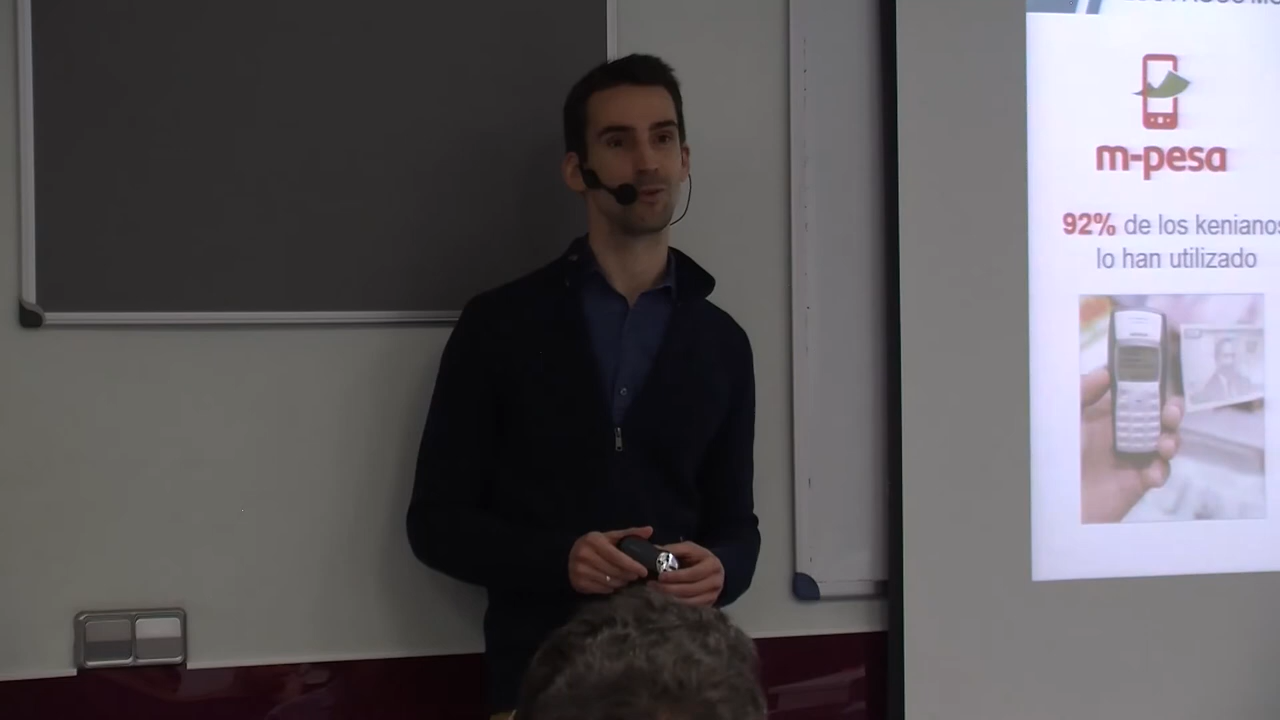 m-pesa
92% de los kenianos
lo han utilizado